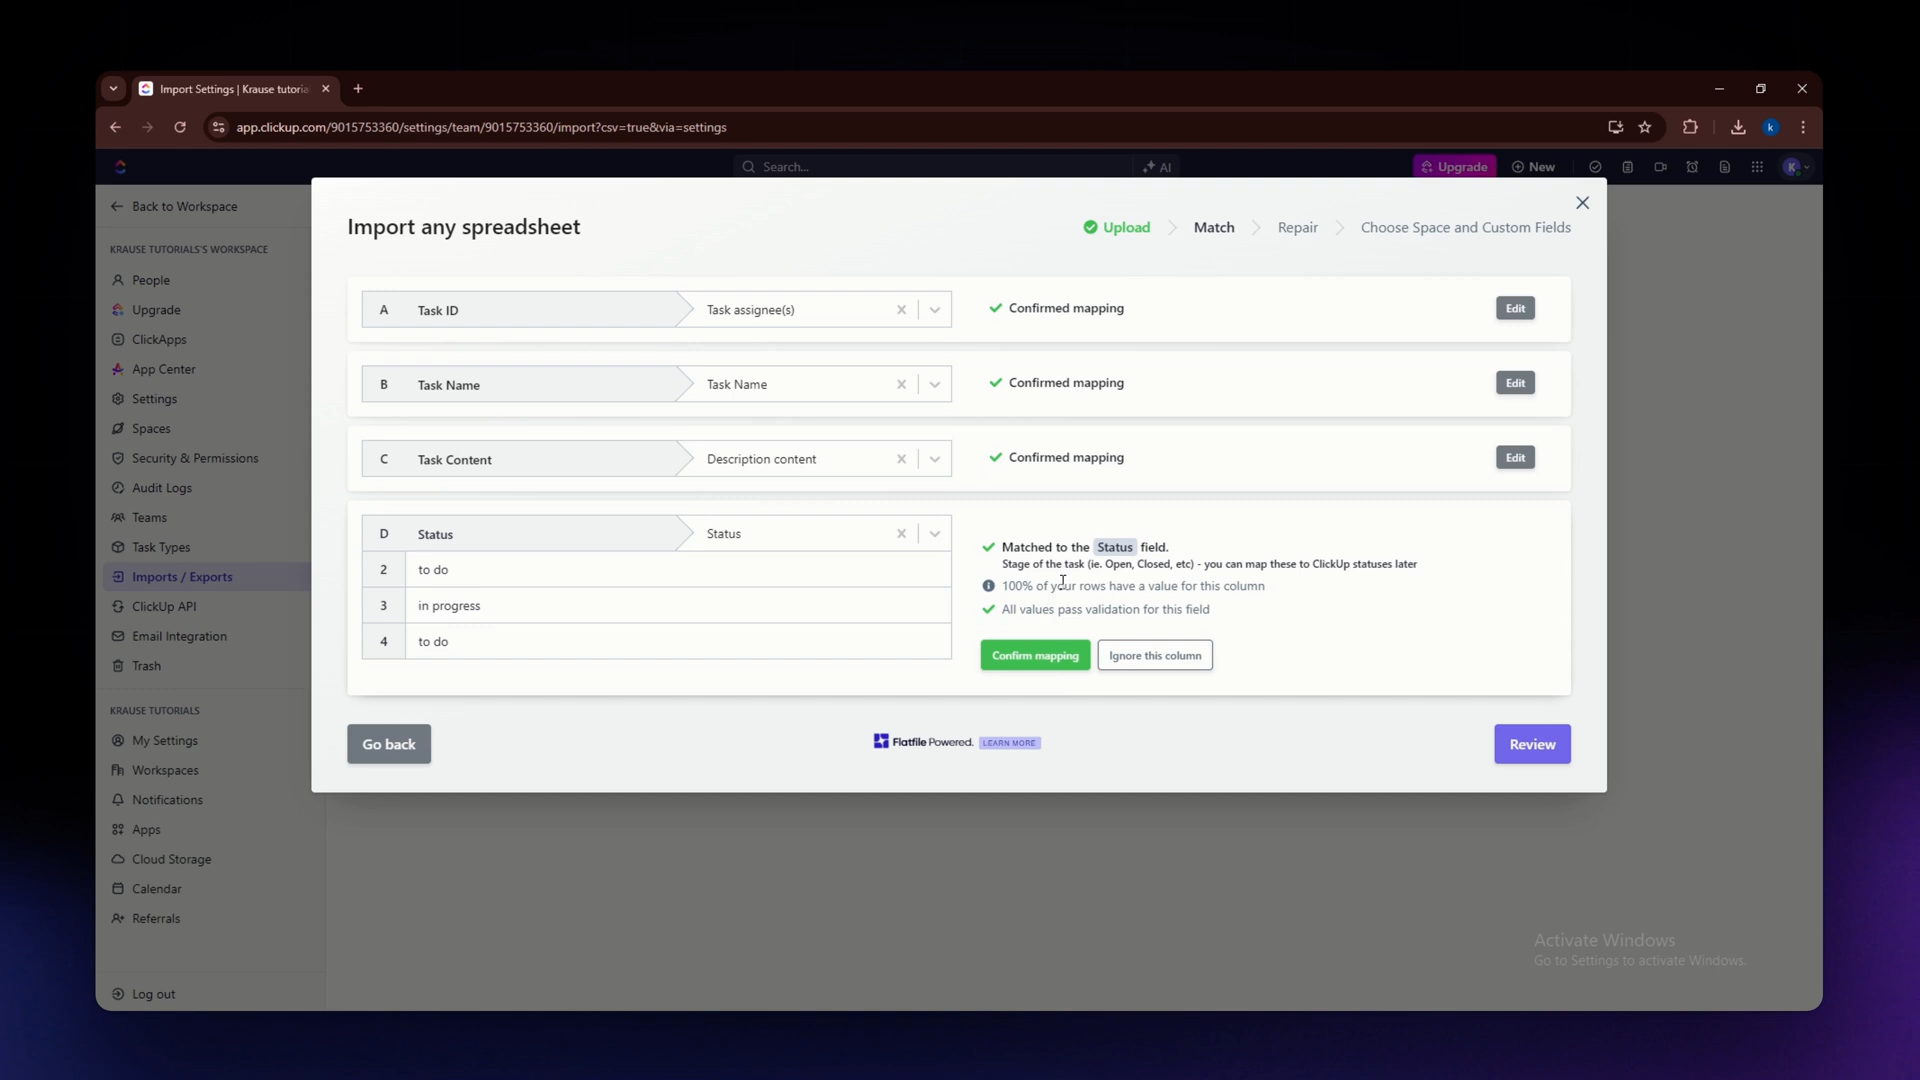 Import Settings | Krause tutoria
app.clickup.com/9015753360/settings/team/9015753360/import?csv=true&via=settings
k
Search...
AI
Upgrade
New
K
Back to Workspace
KRAUSE TUTORIALS'S WORKSPACE
People
Upgrade
ClickApps
App Center
Settings
Spaces
Security & Permissions
Audit Logs
Teams
Task Types
Imports / Exports
ClickUp API
Email Integration
Trash
KRAUSE TUTORIALS
My Settings
Workspaces
Notifications
Apps
Cloud Storage
Calendar
Referrals
Log out
Import any spreadsheet
Upload
Match
Repair
Choose Space and Custom Fields
A Task ID Task assignee(s)
Confirmed mapping
Edit
B Task Name Task Name
Confirmed mapping
Edit
C Task Content Description content
Confirmed mapping
Edit
D Status Status
2 to do
3 in progress
4 to do
Matched to the Status field.
Stage of the task (ie. Open, Closed, etc) - you can map these to ClickUp statuses later
100% of your rows have a value for this column
All values pass validation for this field
Confirm mapping
Ignore this column
Go back
Flatfile Powered. LEARN MORE
Review
Activate Windows
Go to Settings to activate Windows.